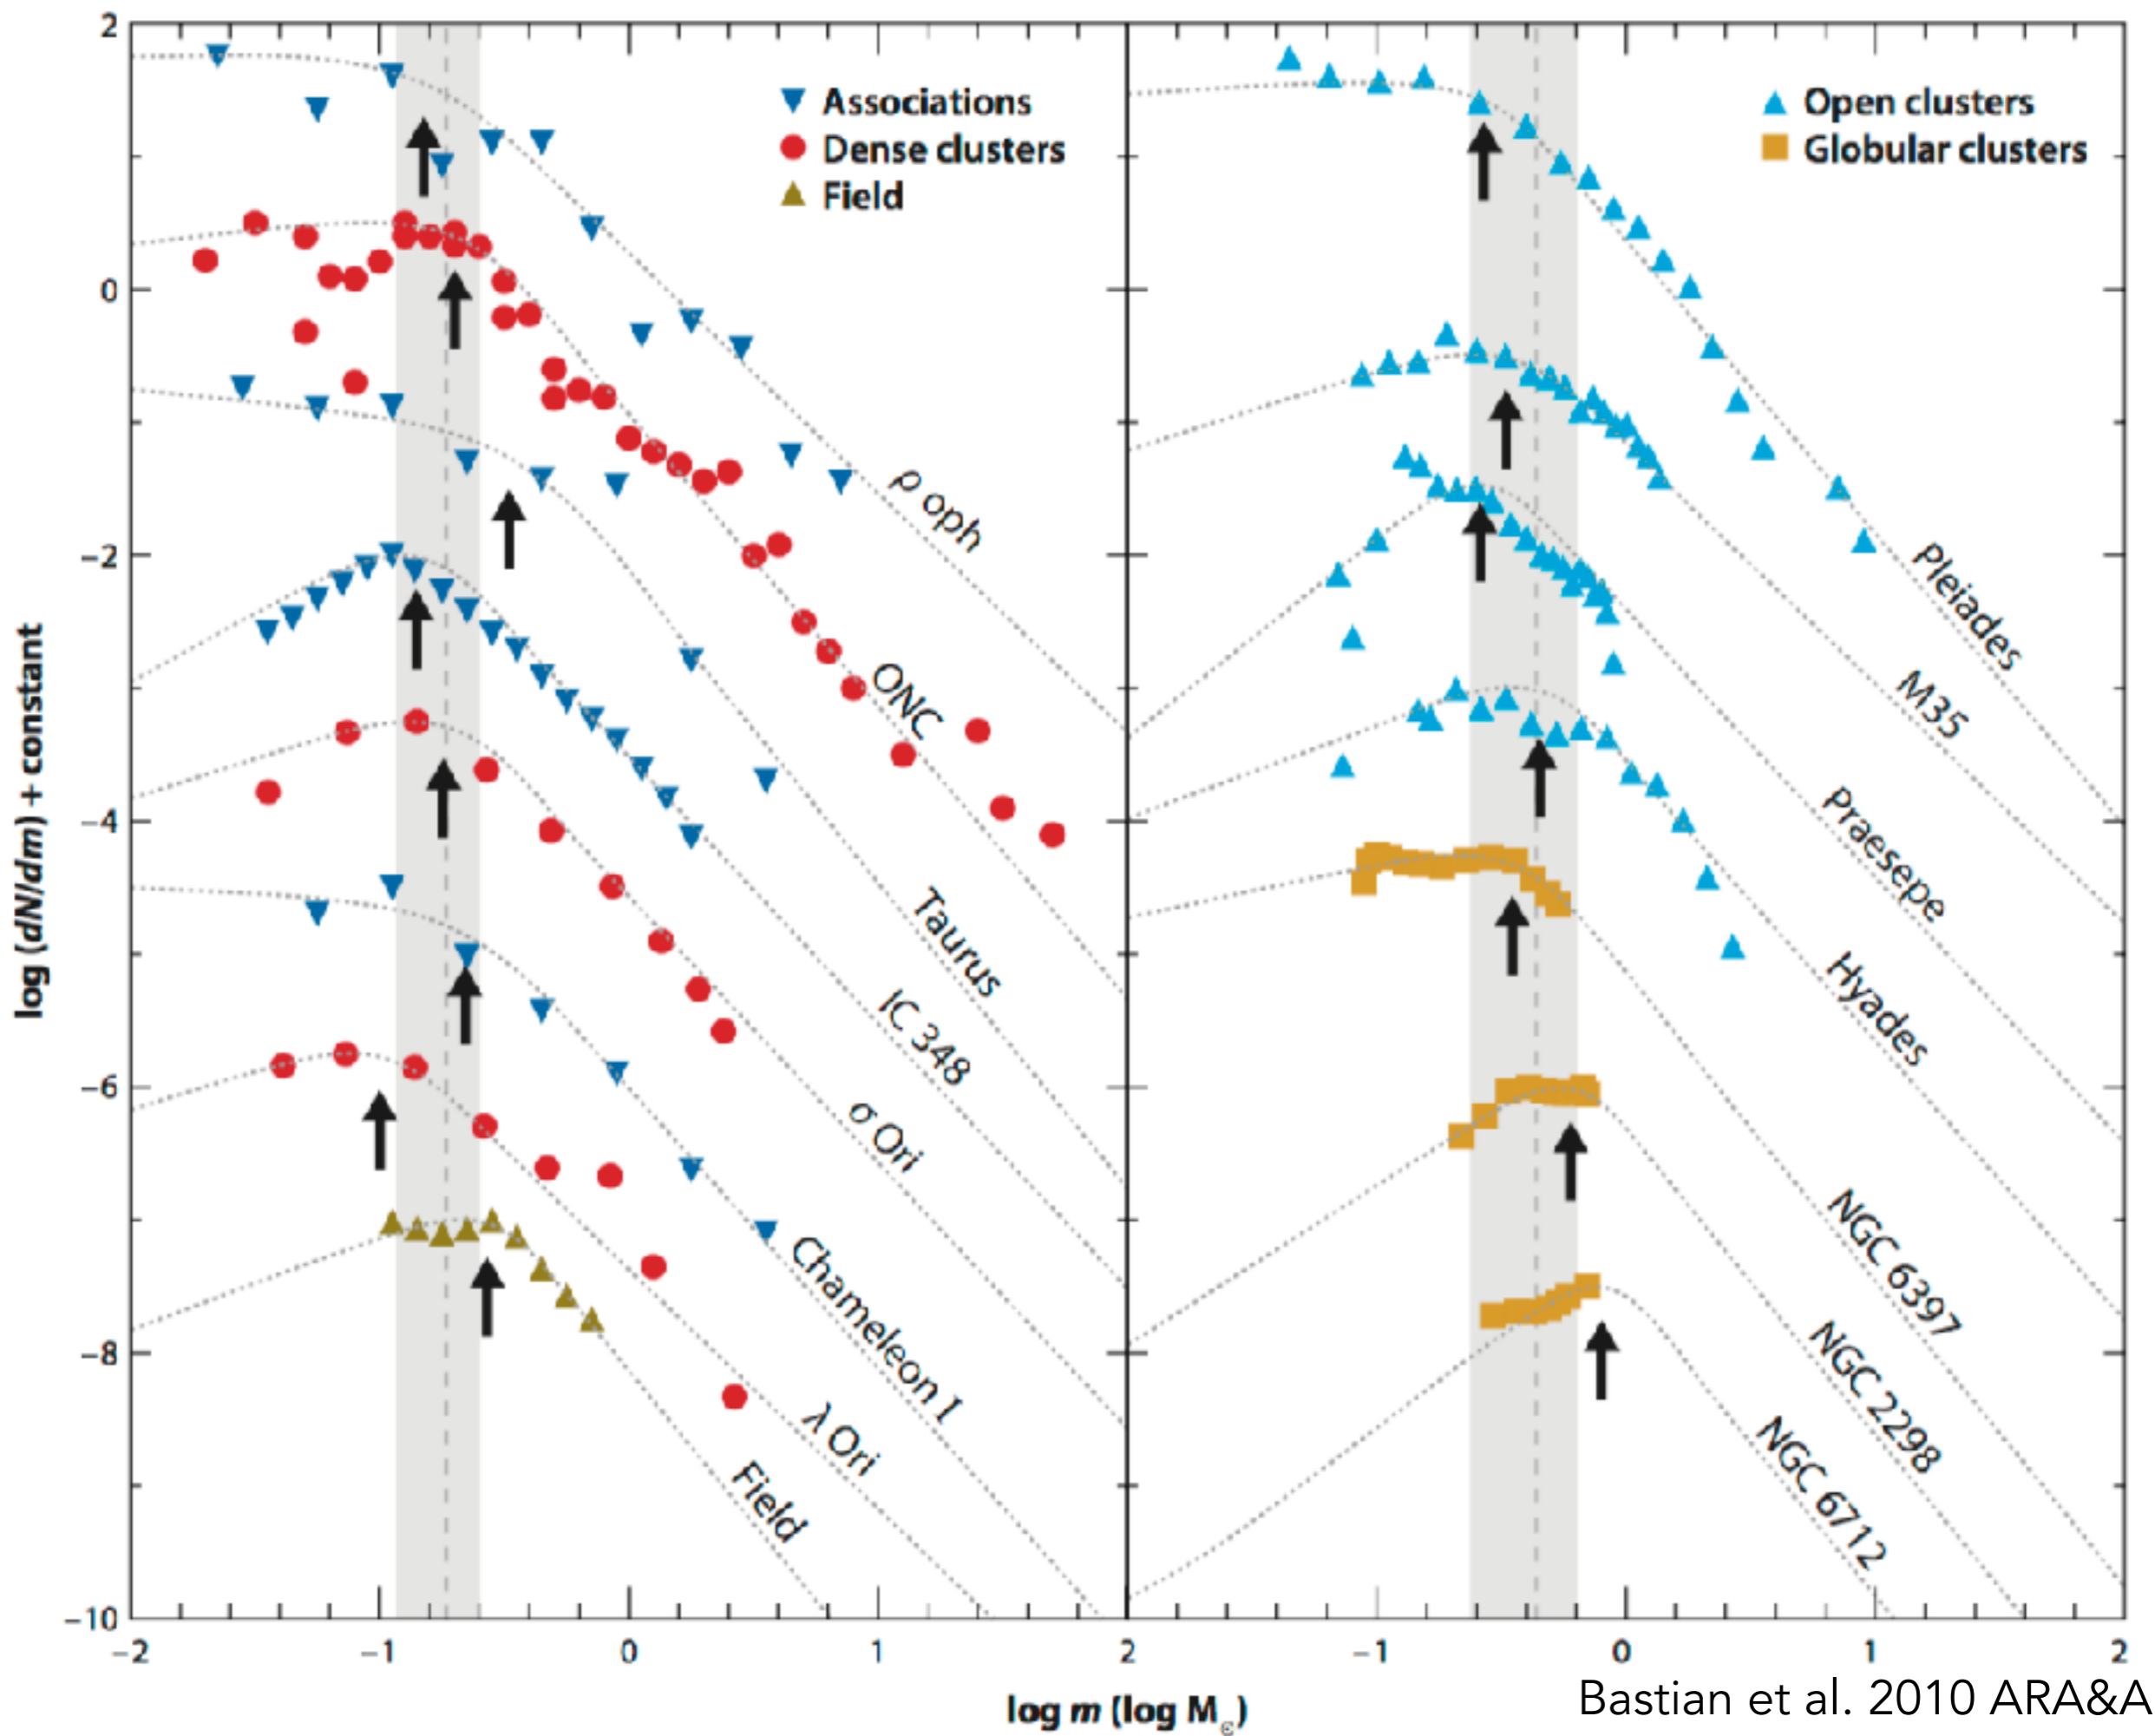 2
0
−2
−4
−6
−8
−10
log (dN/dm) + constant
Associations
Dense clusters
Field
ρ oph
ONC
Taurus
IC 348
σ Ori
Chameleon I
λ Ori
Field
Open clusters
Globular clusters
Pleiades
M35
Praesepe
Hyades
NGC 6397
NGC 2298
NGC 6712
−2 −1 0 1 2 −1 0 1 2
log m (log Mϵ)
Bastian et al. 2010 ARA&A